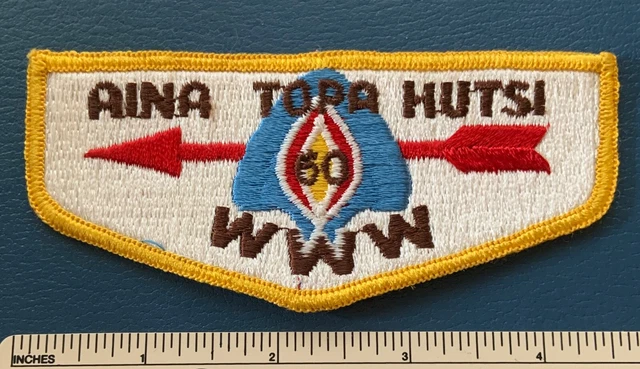 AINA TOPA HUTSI
60
WWW
INCHES 1 2 3 4